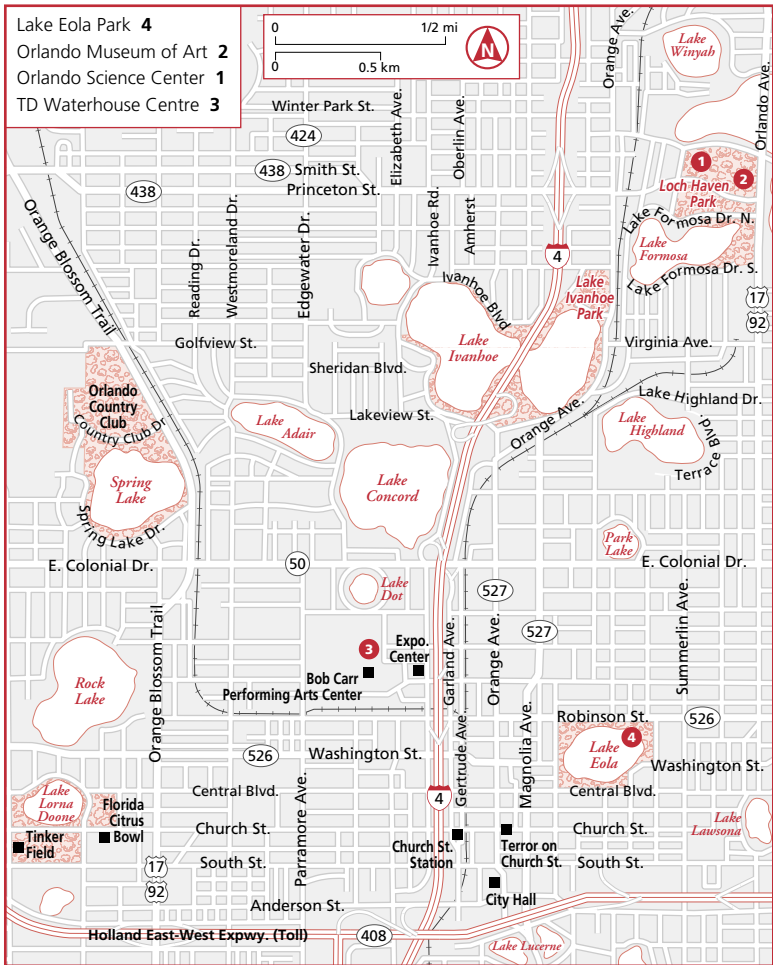 Lake Eola Park 4
Orlando Museum of Art 2
Orlando Science Center 1
TD Waterhouse Centre 3
0 1/2 mi
0 0.5 km
N
Orange Ave.
Lake
Winyah
Orlando Ave.
Winter Park St.
424
Elizabeth Ave.
Oberlin Ave.
438 Smith St.
Princeton St.
438
1
2
Loch Haven
Park
Orange Blossom Trail
Reading Dr.
Westmoreland Dr.
Edgewater Dr.
Ivanhoe Rd.
Amherst
Lake Formosa Dr. N.
Lake
Formosa
Lake Formosa Dr. S.
4
Ivanhoe Blvd
Lake
Ivanhoe
Park
17
92
Golfview St.
Lake
Ivanhoe
Virginia Ave.
Sheridan Blvd.
Orlando
Country
Club
Country Club Dr
Lake Highland Dr.
Lake
Adair
Lakeview St.
Orange Ave.
Lake
Highland
Terrace Blvd.
Spring
Lake
Lake
Concord
Spring Lake Dr.
Park
Lake
E. Colonial Dr.
50
E. Colonial Dr.
Lake
Dot
527
527
Orange Blossom Trail
3
Expo.
Center
Bob Carr
Performing Arts Center
Garland Ave.
Orange Ave.
Summerlin Ave.
Rock
Lake
Robinson St.
526
4
Lake
Eola
526
Washington St.
Gertrude Ave.
Magnolia Ave.
Washington St.
Parramore Ave.
Central Blvd.
4
Central Blvd.
Lake
Lorna
Doone
Florida
Citrus
Bowl
Tinker
Field
Church St.
Church St.
Station
Terror on
Church St.
Church St.
Lake
Lawsona
South St.
South St.
17
92
City Hall
Anderson St.
Holland East-West Expwy. (Toll)
408
Lake Lucerne